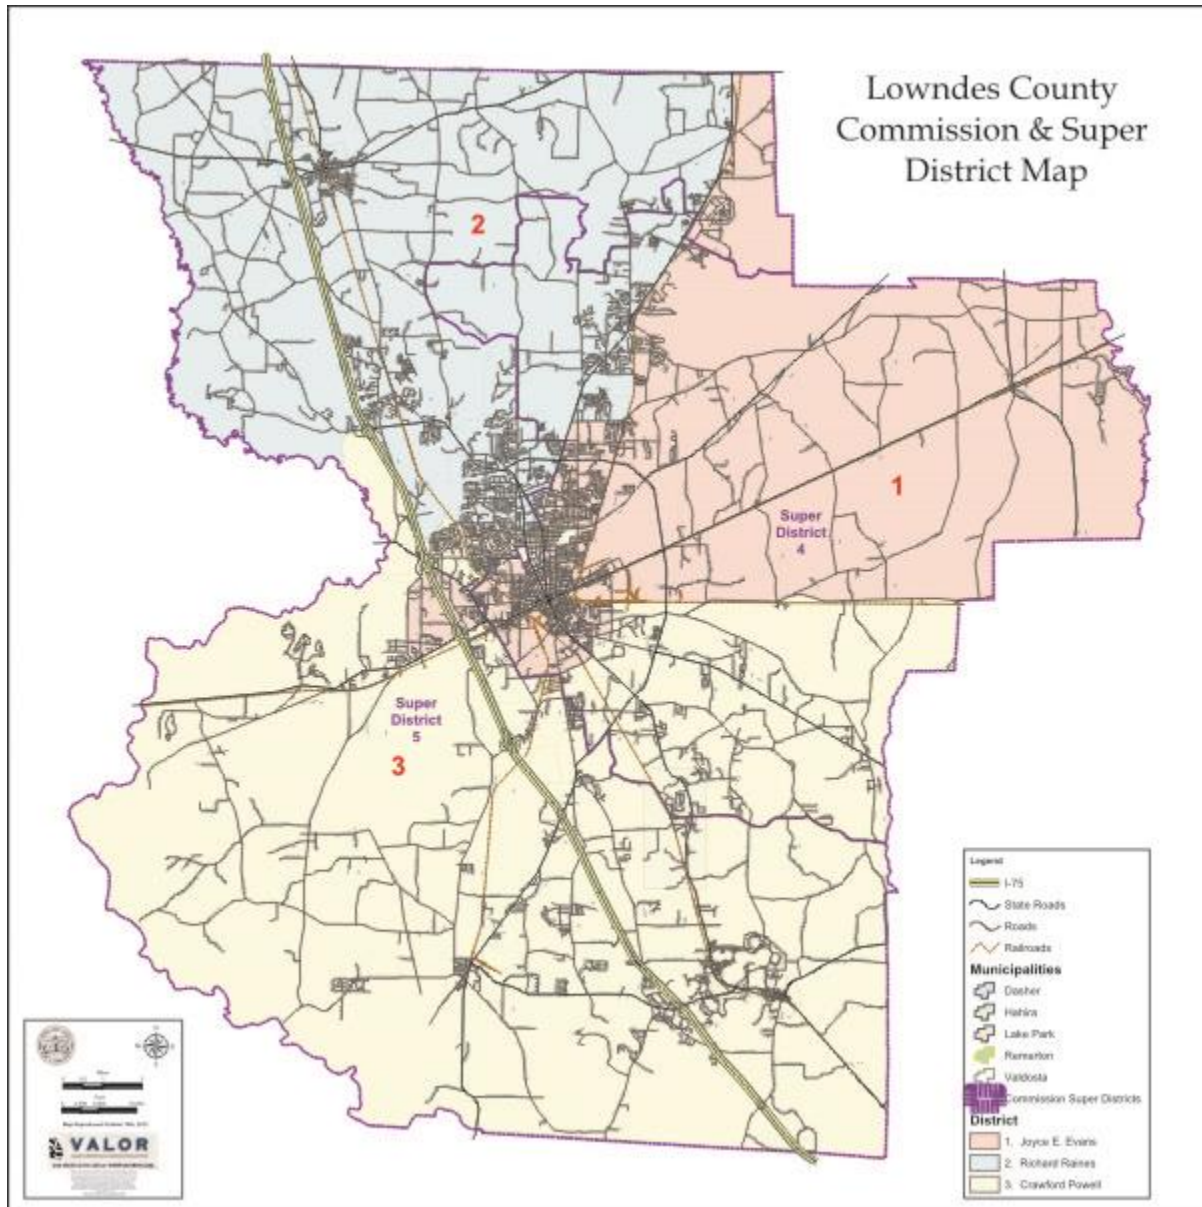 Lowndes County
Commission & Super
District Map
2
1
Super
District
4
Super
District
5
3
Legend
I-75
State Roads
Roads
Railroads
Municipalities
Dasher
Hahira
Lake Park
Remerton
Valdosta
Commission Super Districts
District
1. Joyce E. Evans
2. Richard Raines
3. Crawford Powell
VALOR